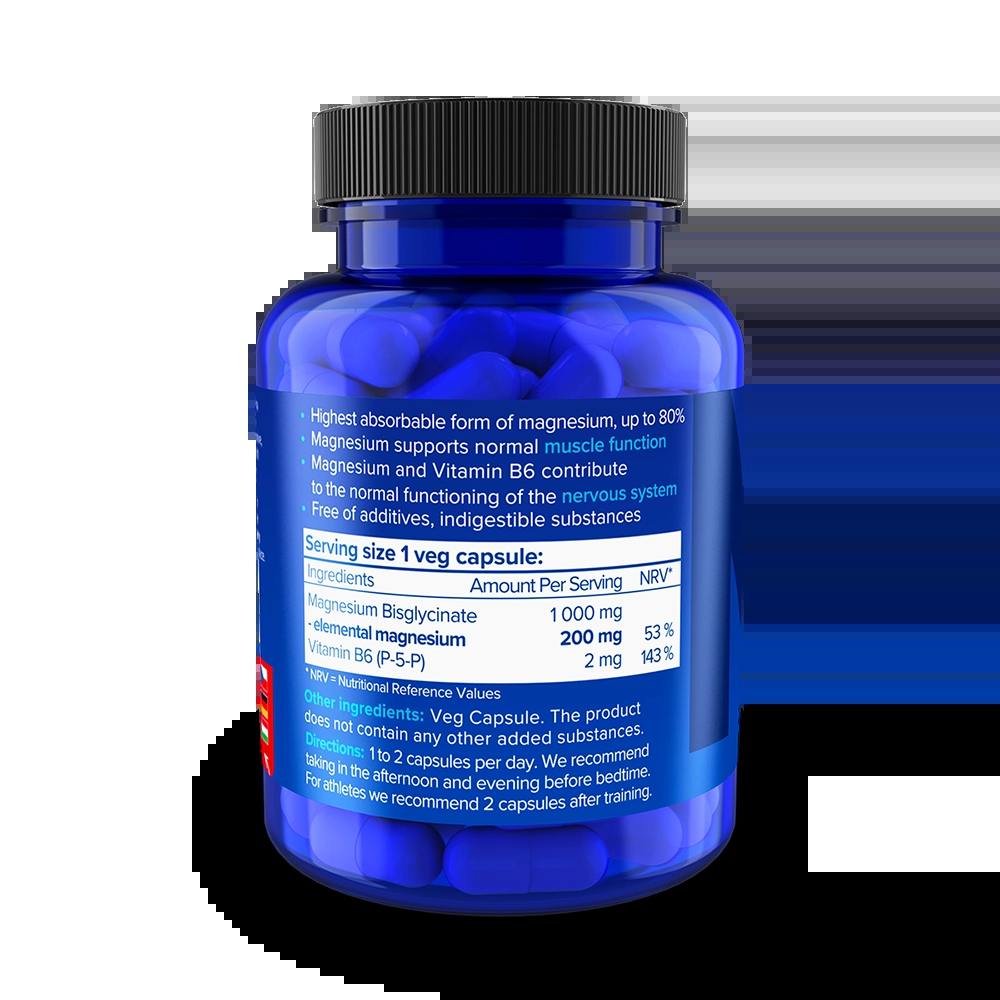 • Highest absorbable form of magnesium, up to 80%
• Magnesium supports normal muscle function
• Magnesium and Vitamin B6 contribute
to the normal functioning of the nervous system
• Free of additives, indigestible substances
Serving size 1 veg capsule:
Ingredients Amount Per Serving NRV*
Magnesium Bisglycinate 1 000 mg
- elemental magnesium 200 mg 53 %
Vitamin B6 (P-5-P) 2 mg 143 %
* NRV = Nutritional Reference Values
Other ingredients: Veg Capsule. The product
does not contain any other added substances.
Directions: 1 to 2 capsules per day. We recommend
taking in the afternoon and evening before bedtime.
For athletes we recommend 2 capsules after training.